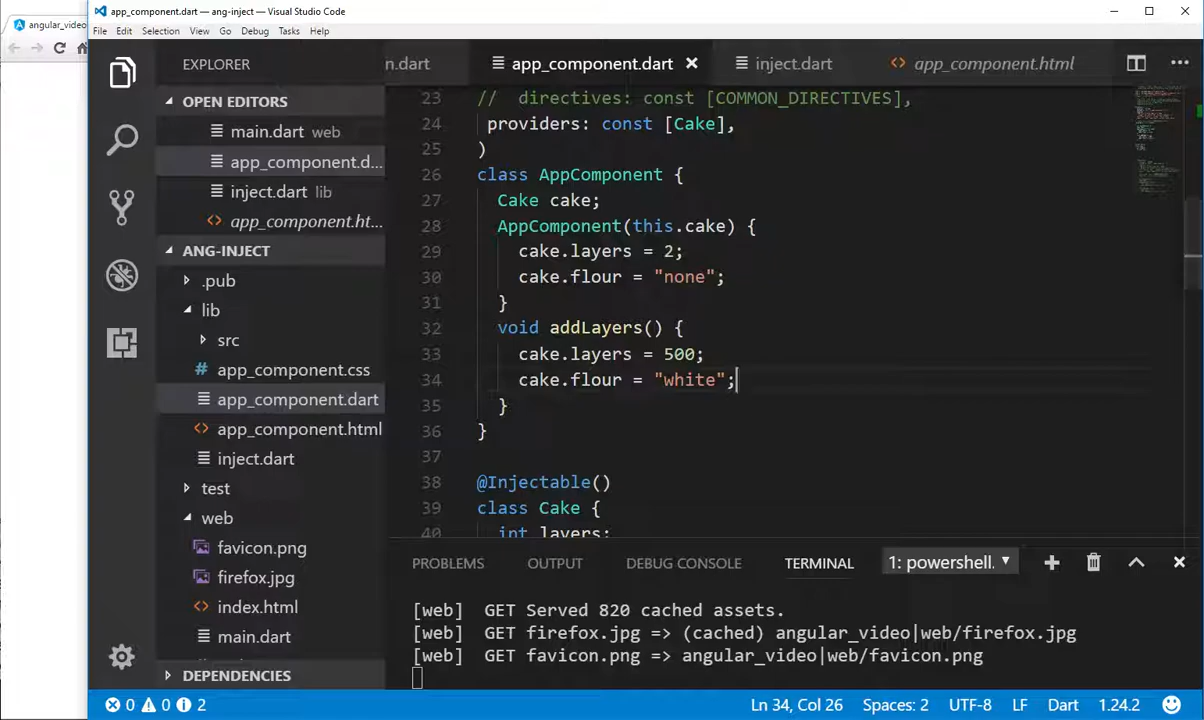 app_component.dart — ang-inject — Visual Studio Code
angular_video
File Edit Selection View Go Debug Tasks Help
EXPLORER
OPEN EDITORS
main.dart web
app_component.d...
inject.dart lib
app_component.ht...
ANG-INJECT
.pub
lib
src
app_component.css
app_component.dart
app_component.html
inject.dart
test
web
favicon.png
firefox.jpg
index.html
main.dart
DEPENDENCIES
n.dart app_component.dart inject.dart app_component.html
23 // directives: const [COMMON_DIRECTIVES],
24 providers: const [Cake],
25 )
26 class AppComponent {
27 Cake cake;
28 AppComponent(this.cake) {
29 cake.layers = 2;
30 cake.flour = "none";
31 }
32 void addLayers() {
33 cake.layers = 500;
34 cake.flour = "white";
35 }
36 }
37
38 @Injectable()
39 class Cake {
40 int layers;
PROBLEMS OUTPUT DEBUG CONSOLE TERMINAL 1: powershell.
[web] GET Served 820 cached assets.
[web] GET firefox.jpg => (cached) angular_video|web/firefox.jpg
[web] GET favicon.png => angular_video|web/favicon.png
0 0 2 Ln 34, Col 26 Spaces: 2 UTF-8 LF Dart 1.24.2